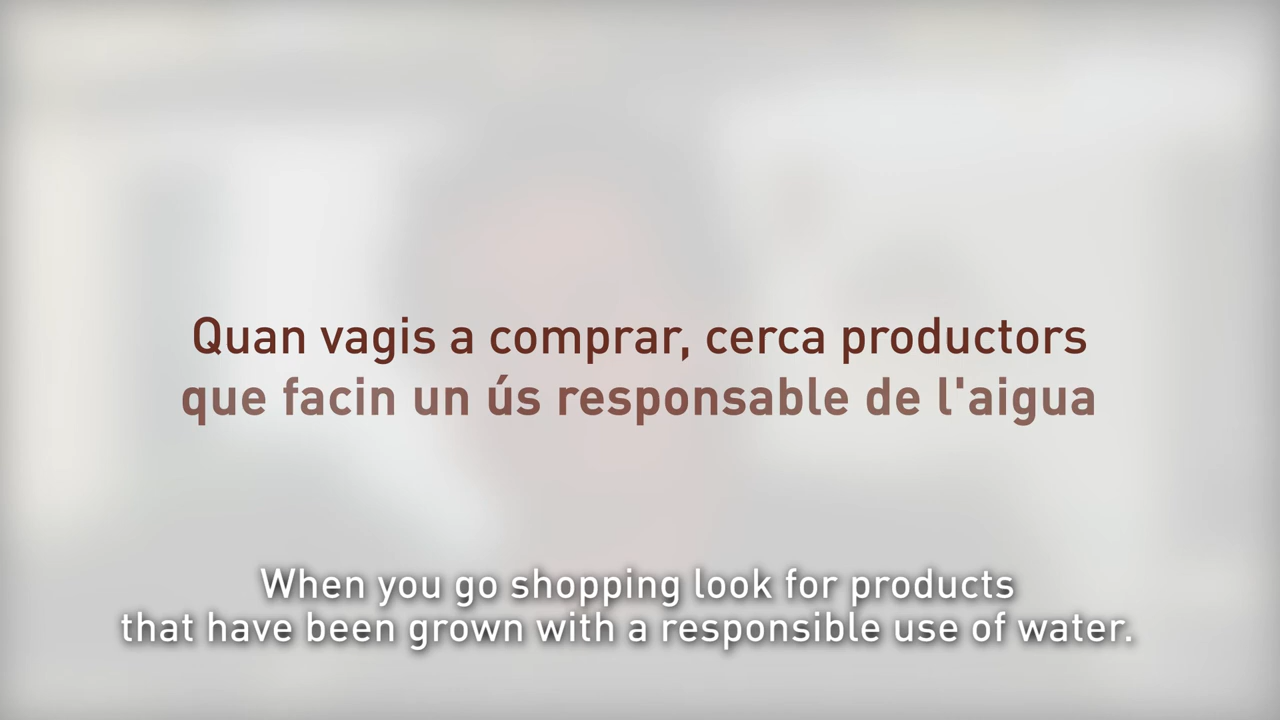 Quan vagis a comprar, cerca productors
que facin un ús responsable de l'aigua
When you go shopping look for products
that have been grown with a responsible use of water.